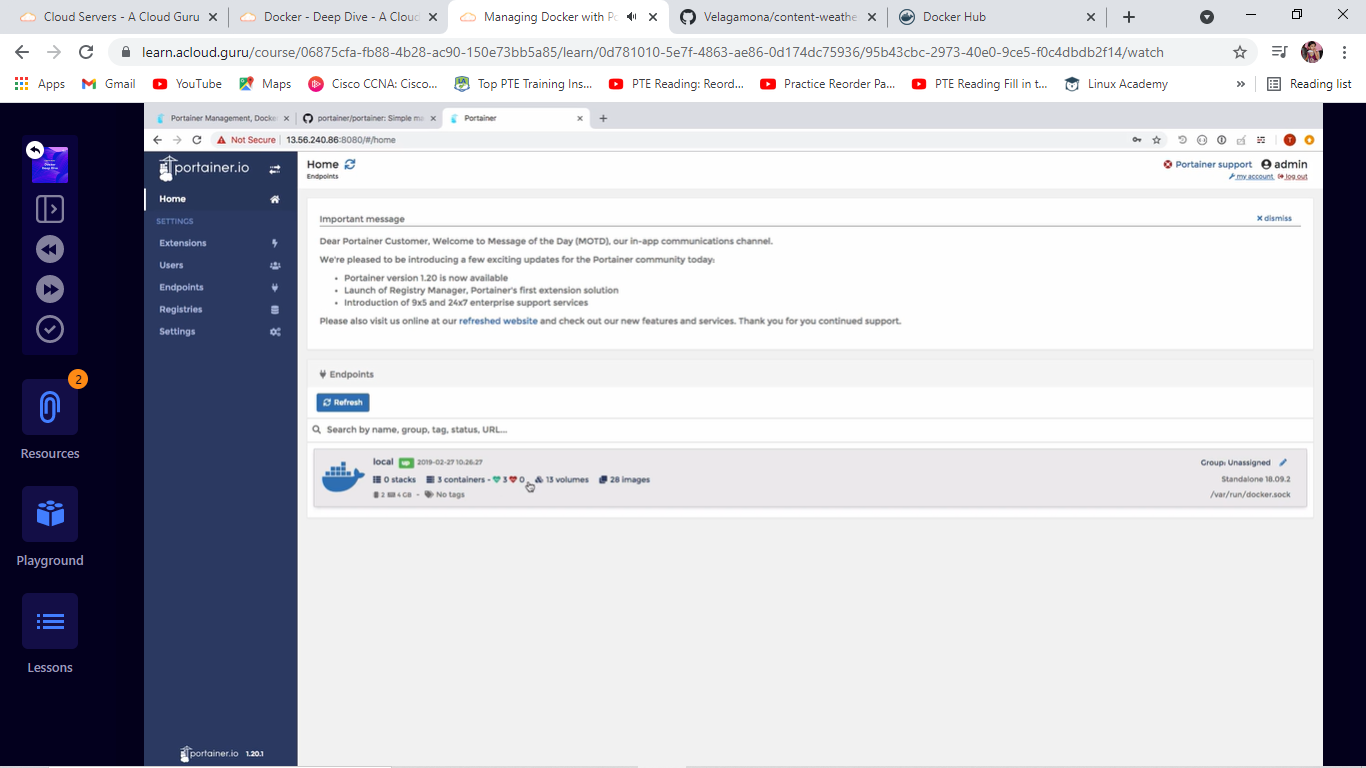 Cloud Servers - A Cloud Guru
Docker - Deep Dive - A Cloud
Managing Docker with Po
Velagamona/content-weathe
Docker Hub
learn.acloud.guru/course/06875cfa-fb88-4b28-ac90-150e73bb5a85/learn/0d781010-5e7f-4863-ae86-0d174dc75936/95b43cbc-2973-40e0-9ce5-f0c4dbdb2f14/watch
Apps
Gmail
YouTube
Maps
Cisco CCNA: Cisco...
Top PTE Training Ins...
PTE Reading: Reord...
Practice Reorder Pa...
PTE Reading Fill in t...
Linux Academy
»
Reading list
Portainer Management, Docke
portainer/portainer: Simple ma
Portainer
Not Secure
13.56.240.86:8080/#/home
T
portainer.io
Home
SETTINGS
Extensions
Users
Endpoints
Registries
Settings
portainer.io 1.20.1
Home
Endpoints
Portainer support
admin
my account
log out
Important message
dismiss
Dear Portainer Customer, Welcome to Message of the Day (MOTD), our in-app communications channel.
We're pleased to be introducing a few exciting updates for the Portainer community today:
• Portainer version 1.20 is now available
• Launch of Registry Manager, Portainer's first extension solution
• Introduction of 9x5 and 24x7 enterprise support services
Please also visit us online at our refreshed website and check out our new features and services. Thank you for you continued support.
Endpoints
Refresh
Search by name, group, tag, status, URL...
local up 2019-02-27 10:26:27
Group: Unassigned
0 stacks 3 containers - 3 0 13 volumes 28 images
Standalone 18.09.2
2 4 GB - No tags
/var/run/docker.sock
2
Resources
Playground
Lessons